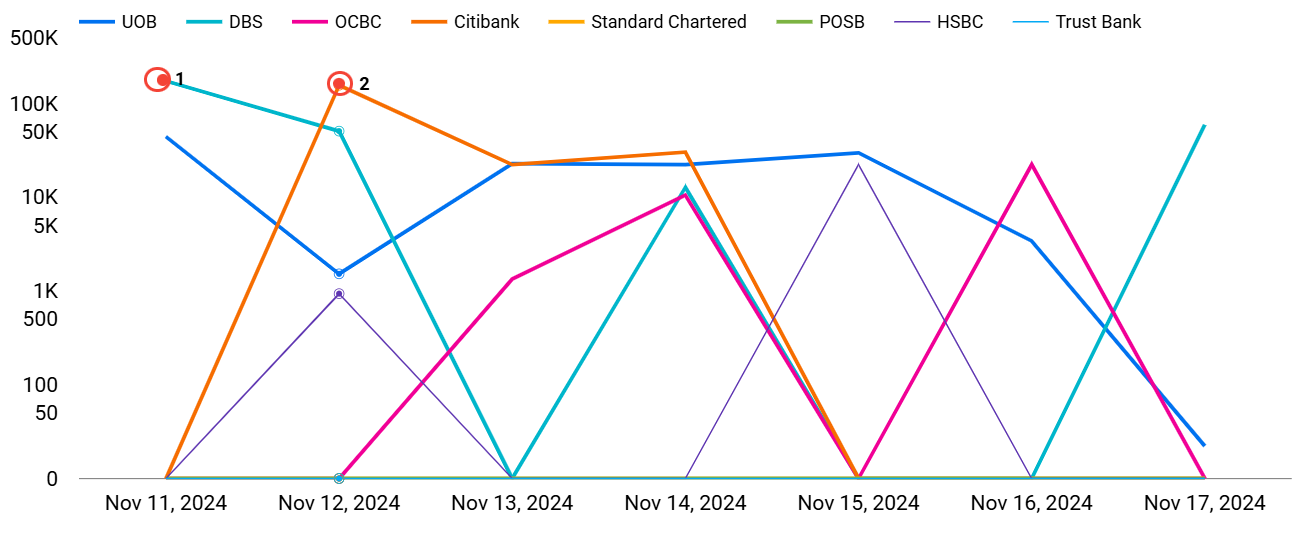 UOB DBS OCBC Citibank Standard Chartered POSB HSBC Trust Bank
500K
1
2
100K
50K
10K
5K
1K
500
100
50
0
Nov 11, 2024 Nov 12, 2024 Nov 13, 2024 Nov 14, 2024 Nov 15, 2024 Nov 16, 2024 Nov 17, 2024